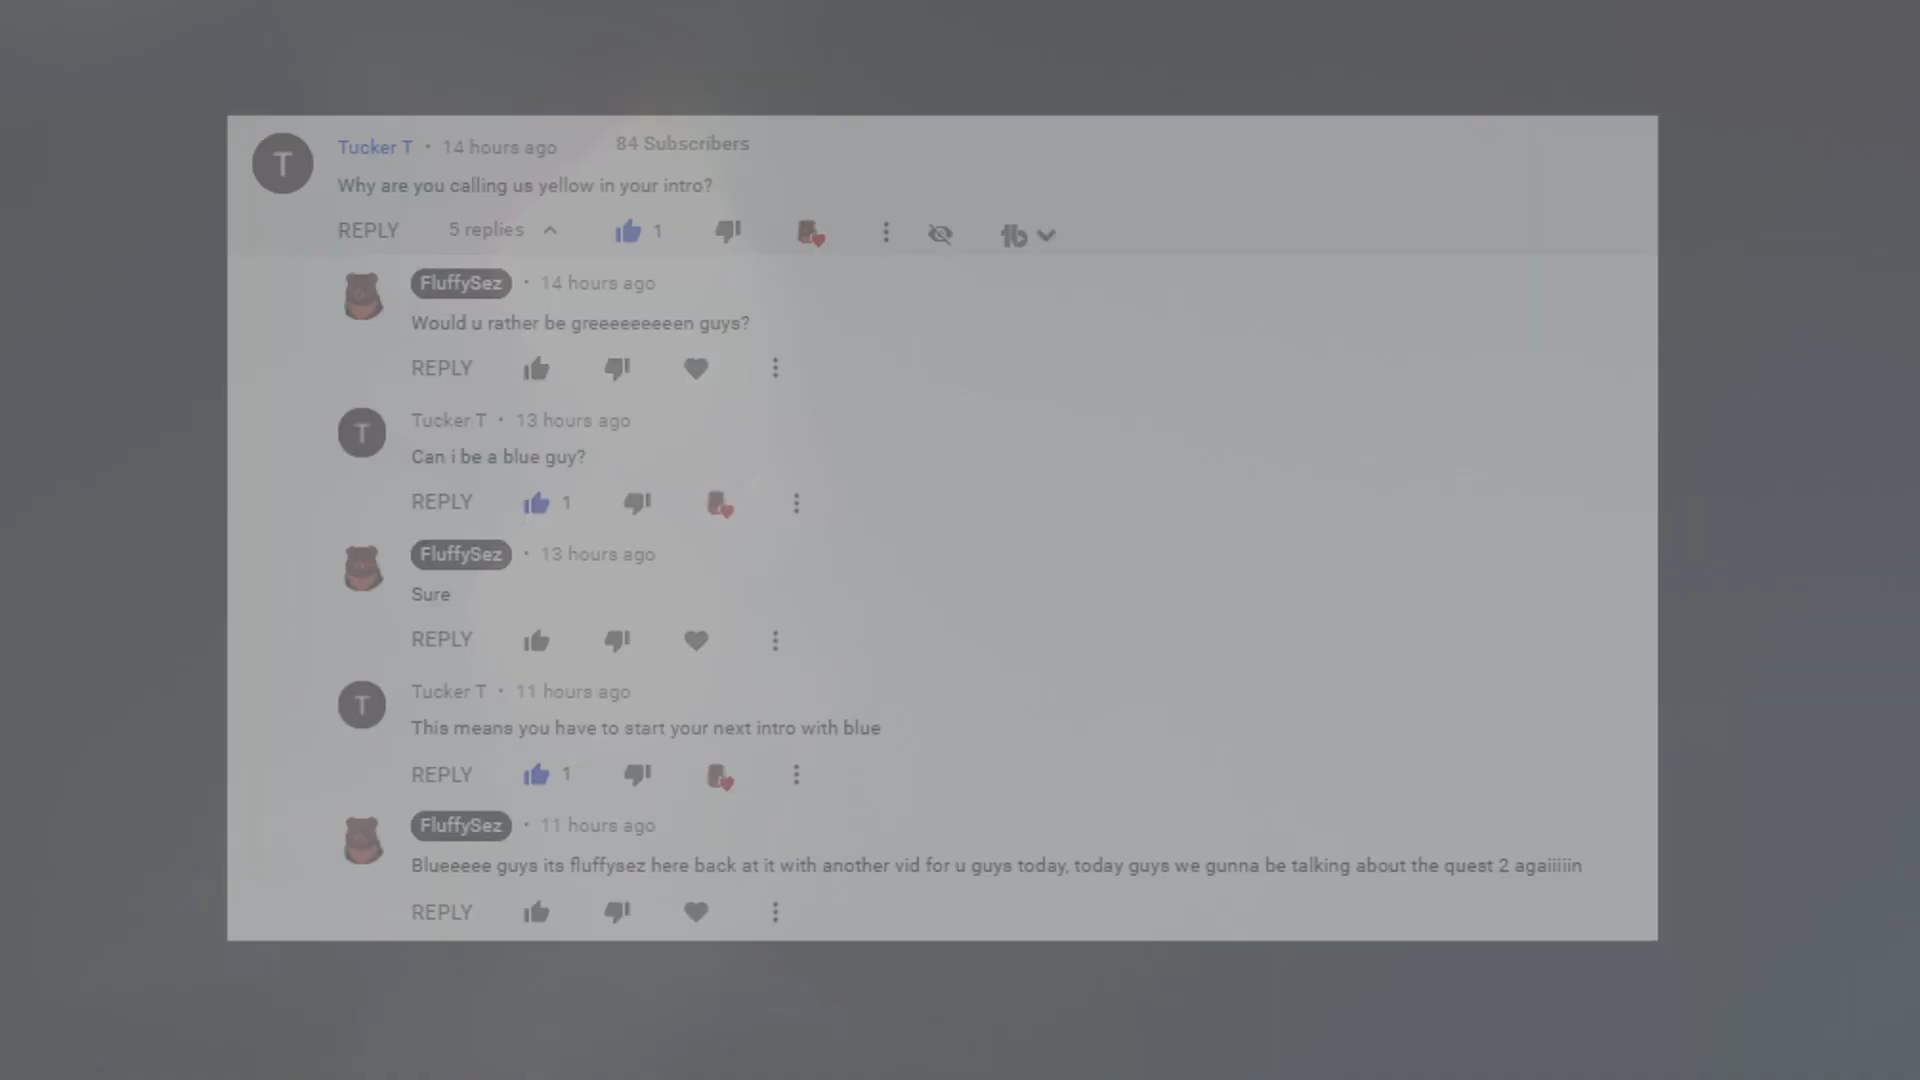 T
Tucker T • 14 hours ago 84 Subscribers
Why are you calling us yellow in your intro?
REPLY 5 replies 1
FluffySez • 14 hours ago
Would u rather be greeeeeeeeen guys?
REPLY
T
Tucker T • 13 hours ago
Can i be a blue guy?
REPLY 1
FluffySez • 13 hours ago
Sure
REPLY
T
Tucker T • 11 hours ago
This means you have to start your next intro with blue
REPLY 1
FluffySez • 11 hours ago
Blueeeee guys its fluffysez here back at it with another vid for u guys today, today guys we gunna be talking about the quest 2 agaiiiiin
REPLY